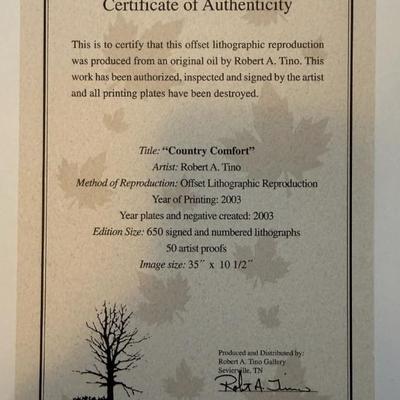 Certificate of Authenticity
This is to certify that this offset lithographic reproduction
was produced from an original oil by Robert A. Tino. This
work has been authorized, inspected and signed by the artist
and all printing plates have been destroyed.
Title: “Country Comfort”
Artist: Robert A. Tino
Method of Reproduction: Offset Lithographic Reproduction
Year of Printing: 2003
Year plates and negative created: 2003
Edition Size: 650 signed and numbered lithographs
50 artist proofs
Image size: 35″ x 10 1/2″
Produced and Distributed by:
Robert A. Tino Gallery
Sevierville, TN
Robt A. Tino